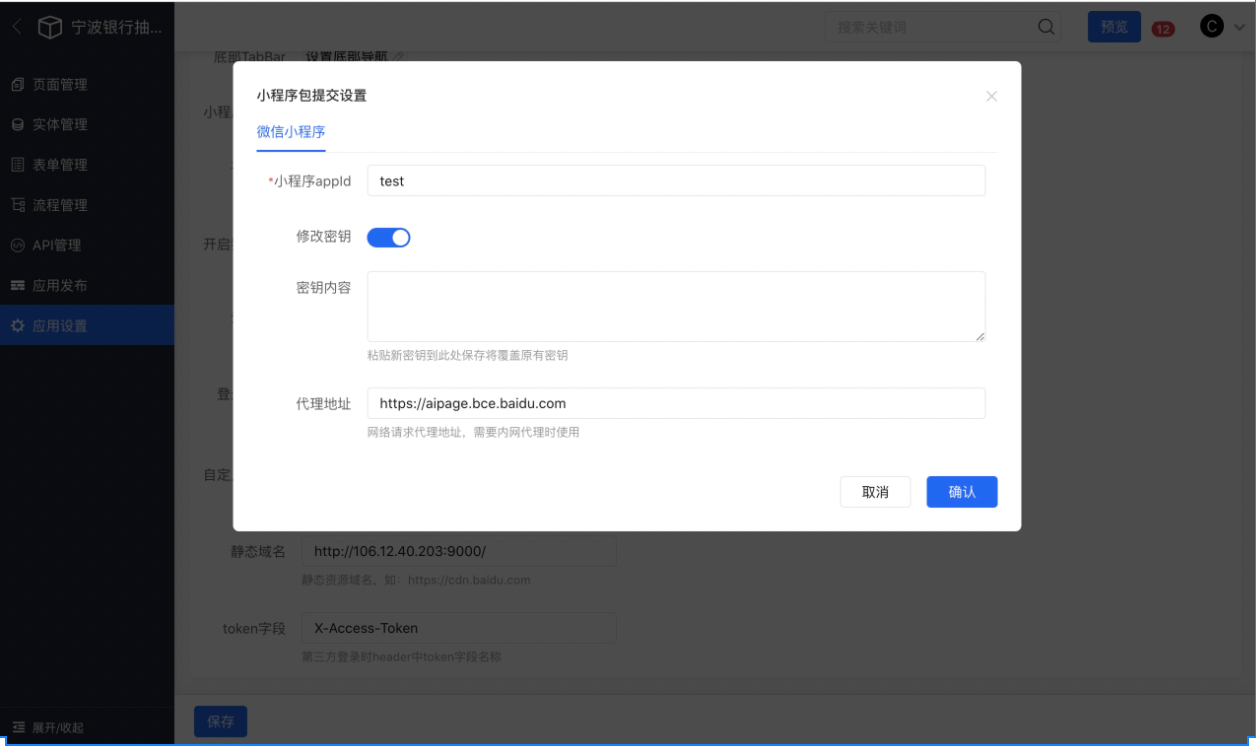 宁波银行抽...
搜索关键词
预览
12
C
页面管理
实体管理
表单管理
流程管理
API管理
应用发布
应用设置
展开/收起
底部TabBar 设置底部导航
小程序包提交设置
微信小程序
*小程序appId test
修改密钥
密钥内容
粘贴新密钥到此处保存将覆盖原有密钥
代理地址 https://aipage.bce.baidu.com
网络请求代理地址，需要内网代理时使用
取消
确认
小程
开启
登
自定
静态域名 http://106.12.40.203:9000/
静态资源域名，如：https://cdn.baidu.com
token字段 X-Access-Token
第三方登录时header中token字段名称
保存